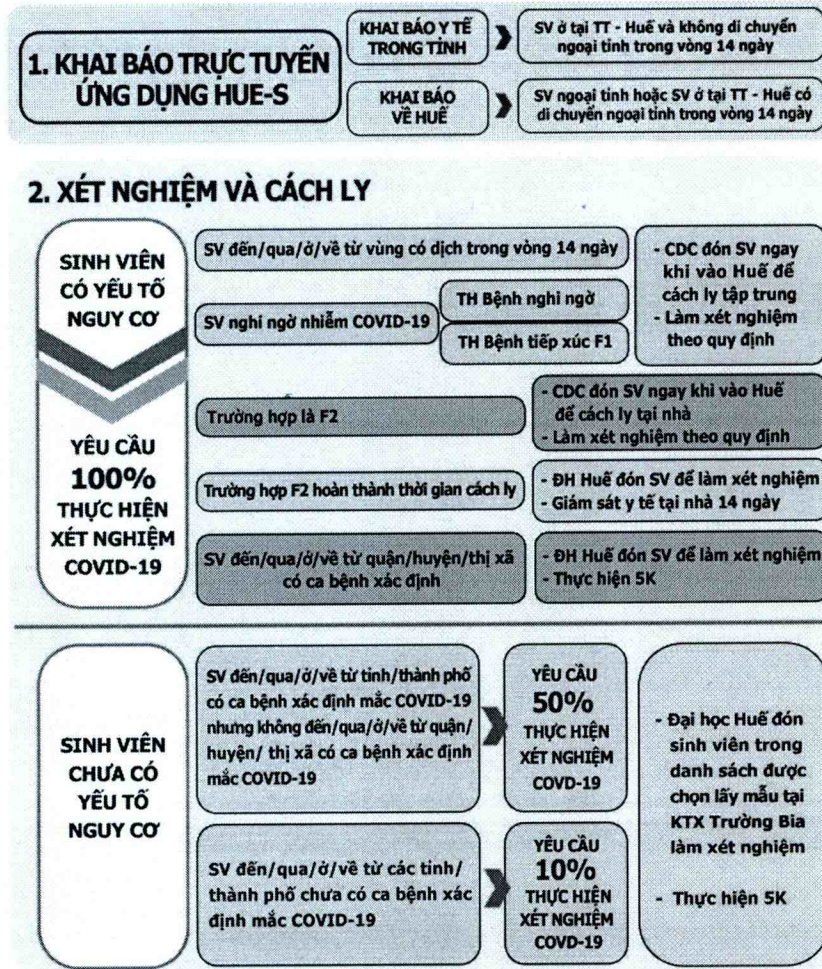 1. KHAI BÁO TRỰC TUYẾN
ỨNG DỤNG HUE-S
KHAI BÁO Y TẾ
TRONG TỈNH
SV ở tại TT - Huế và không di chuyển
ngoại tỉnh trong vòng 14 ngày
KHAI BÁO
VỀ HUẾ
SV ngoại tỉnh hoặc SV ở tại TT - Huế có
di chuyển ngoại tỉnh trong vòng 14 ngày
2. XÉT NGHIỆM VÀ CÁCH LY
SINH VIÊN
CÓ YẾU TỐ
NGUY CƠ
YÊU CẦU
100%
THỰC HIỆN
XÉT NGHIỆM
COVID-19
SV đến/qua/ở/về từ vùng có dịch trong vòng 14 ngày
SV nghi ngờ nhiễm COVID-19
TH Bệnh nghi ngờ
TH Bệnh tiếp xúc F1
- CDC đón SV ngay
khi vào Huế để
cách ly tập trung
- Làm xét nghiệm
theo quy định
Trường hợp là F2
- CDC đón SV ngay khi vào Huế
để cách ly tại nhà
- Làm xét nghiệm theo quy định
Trường hợp F2 hoàn thành thời gian cách ly
- ĐH Huế đón SV để làm xét nghiệm
- Giám sát y tế tại nhà 14 ngày
SV đến/qua/ở/về từ quận/huyện/thị xã
có ca bệnh xác định
- ĐH Huế đón SV để làm xét nghiệm
- Thực hiện 5K
SINH VIÊN
CHƯA CÓ
YẾU TỐ
NGUY CƠ
SV đến/qua/ở/về từ tỉnh/thành phố
có ca bệnh xác định mắc COVID-19
nhưng không đến/qua/ở/về từ quận/
huyện/ thị xã có ca bệnh xác định
mắc COVID-19
YÊU CẦU
50%
THỰC HIỆN
XÉT NGHIỆM
COVD-19
SV đến/qua/ở/về từ các tỉnh/
thành phố chưa có ca bệnh xác
định mắc COVID-19
YÊU CẦU
10%
THỰC HIỆN
XÉT NGHIỆM
COVD-19
- Đại học Huế đón
sinh viên trong
danh sách được
chọn lấy mẫu tại
KTX Trường Bia
làm xét nghiệm
- Thực hiện 5K